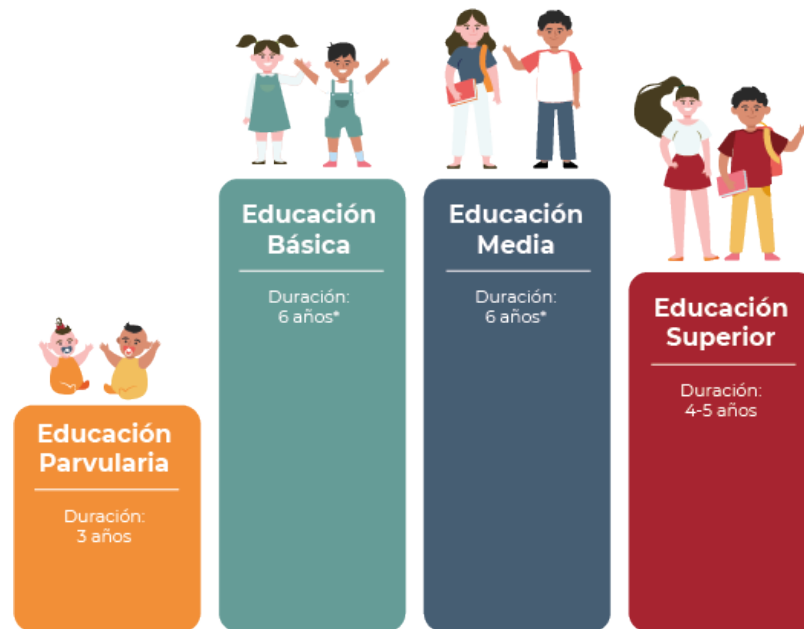 Educación
Parvularia
Duración:
3 años
Educación
Básica
Duración:
6 años*
Educación
Media
Duración:
6 años*
Educación
Superior
Duración:
4-5 años